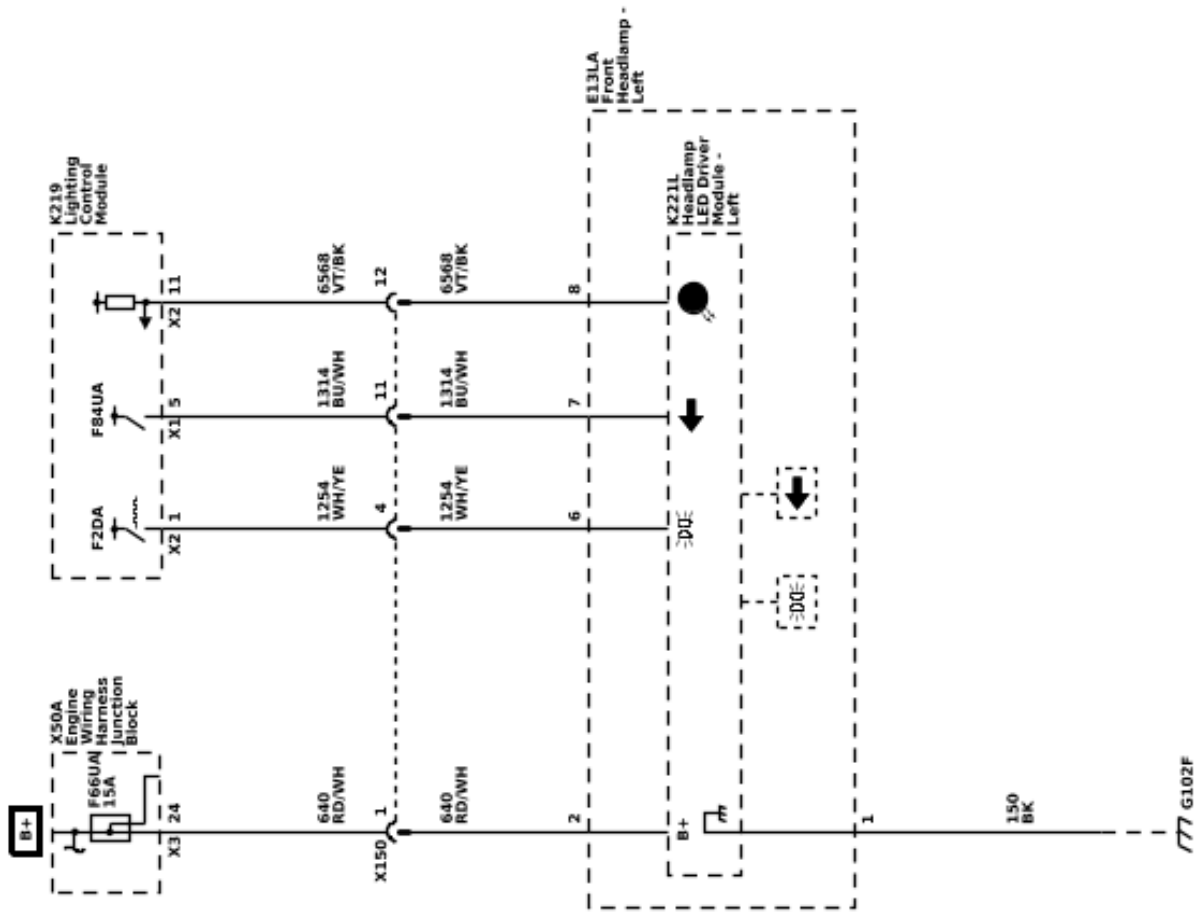 B+
X50A
Engine
Wiring
Harness
Junction
Block
F66UA
15A
X3 24
K219
Lighting
Control
Module
F2DA
X2 1
F84UA
X1 5
X2 11
640
RD/WH
1254
WH/YE
1314
BU/WH
6568
VT/BK
X150 1
4
11
12
640
RD/WH
1254
WH/YE
1314
BU/WH
6568
VT/BK
2
6
7
8
E13LA
Front
Headlamp -
Left
B+
K221L
Headlamp
LED Driver
Module -
Left
1
150
BK
G102F